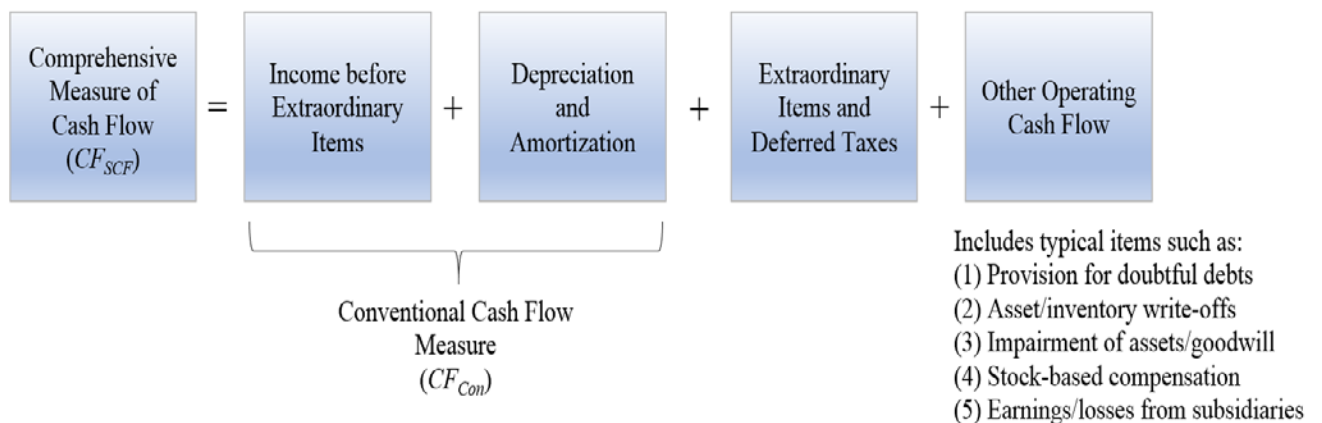 Comprehensive
Measure of
Cash Flow
(CF_SCF)
=
Income before
Extraordinary
Items
+
Depreciation
and
Amortization
+
Extraordinary
Items and
Deferred Taxes
+
Other Operating
Cash Flow
Conventional Cash Flow
Measure
(CF_Con)
Includes typical items such as:
(1) Provision for doubtful debts
(2) Asset/inventory write-offs
(3) Impairment of assets/goodwill
(4) Stock-based compensation
(5) Earnings/losses from subsidiaries